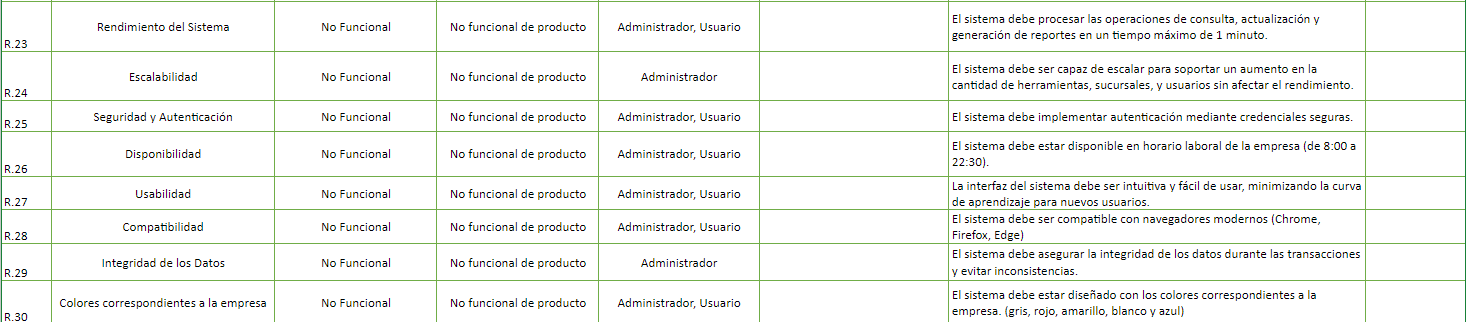 R.23 Rendimiento del Sistema No Funcional No funcional de producto Administrador, Usuario El sistema debe procesar las operaciones de consulta, actualización y
generación de reportes en un tiempo máximo de 1 minuto.
R.24 Escalabilidad No Funcional No funcional de producto Administrador El sistema debe ser capaz de escalar para soportar un aumento en la
cantidad de herramientas, sucursales, y usuarios sin afectar el rendimiento.
R.25 Seguridad y Autenticación No Funcional No funcional de producto Administrador, Usuario El sistema debe implementar autenticación mediante credenciales seguras.
R.26 Disponibilidad No Funcional No funcional de producto Administrador, Usuario El sistema debe estar disponible en horario laboral de la empresa (de 8:00 a
22:30).
R.27 Usabilidad No Funcional No funcional de producto Administrador, Usuario La interfaz del sistema debe ser intuitiva y fácil de usar, minimizando la curva
de aprendizaje para nuevos usuarios.
R.28 Compatibilidad No Funcional No funcional de producto Administrador, Usuario El sistema debe ser compatible con navegadores modernos (Chrome,
Firefox, Edge)
R.29 Integridad de los Datos No Funcional No funcional de producto Administrador El sistema debe asegurar la integridad de los datos durante las transacciones
y evitar inconsistencias.
R.30 Colores correspondientes a la empresa No Funcional No funcional de producto Administrador, Usuario El sistema debe estar diseñado con los colores correspondientes a la
empresa. (gris, rojo, amarillo, blanco y azul)